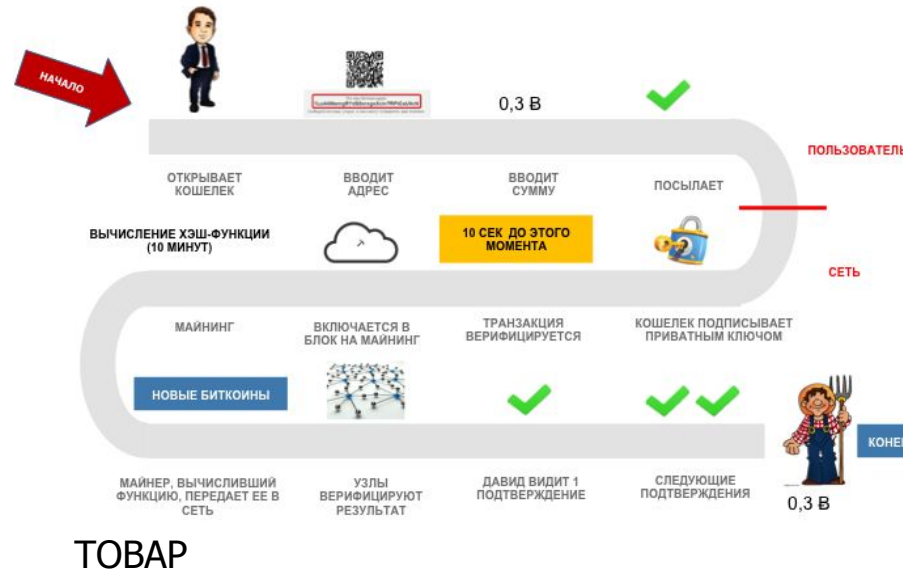 НАЧАЛО
0,3 Ƀ
ПОЛЬЗОВАТЕЛЬ
ОТКРЫВАЕТ
КОШЕЛЕК
ВВОДИТ
АДРЕС
ВВОДИТ
СУММУ
ПОСЫЛАЕТ
ВЫЧИСЛЕНИЕ ХЭШ-ФУНКЦИИ
(10 МИНУТ)
10 СЕК ДО ЭТОГО
МОМЕНТА
СЕТЬ
МАЙНИНГ
ВКЛЮЧАЕТСЯ В
БЛОК НА МАЙНИНГ
ТРАНЗАКЦИЯ
ВЕРИФИЦИРУЕТСЯ
КОШЕЛЕК ПОДПИСЫВАЕТ
ПРИВАТНЫМ КЛЮЧОМ
НОВЫЕ БИТКОИНЫ
КОНЕ
МАЙНЕР, ВЫЧИСЛИВШИЙ
ФУНКЦИЮ, ПЕРЕДАЕТ ЕЕ В
СЕТЬ
УЗЛЫ
ВЕРИФИЦИРУЮТ
РЕЗУЛЬТАТ
ДАВИД ВИДИТ 1
ПОДТВЕРЖДЕНИЕ
СЛЕДУЮЩИЕ
ПОДТВЕРЖДЕНИЯ
0,3 Ƀ
ТОВАР